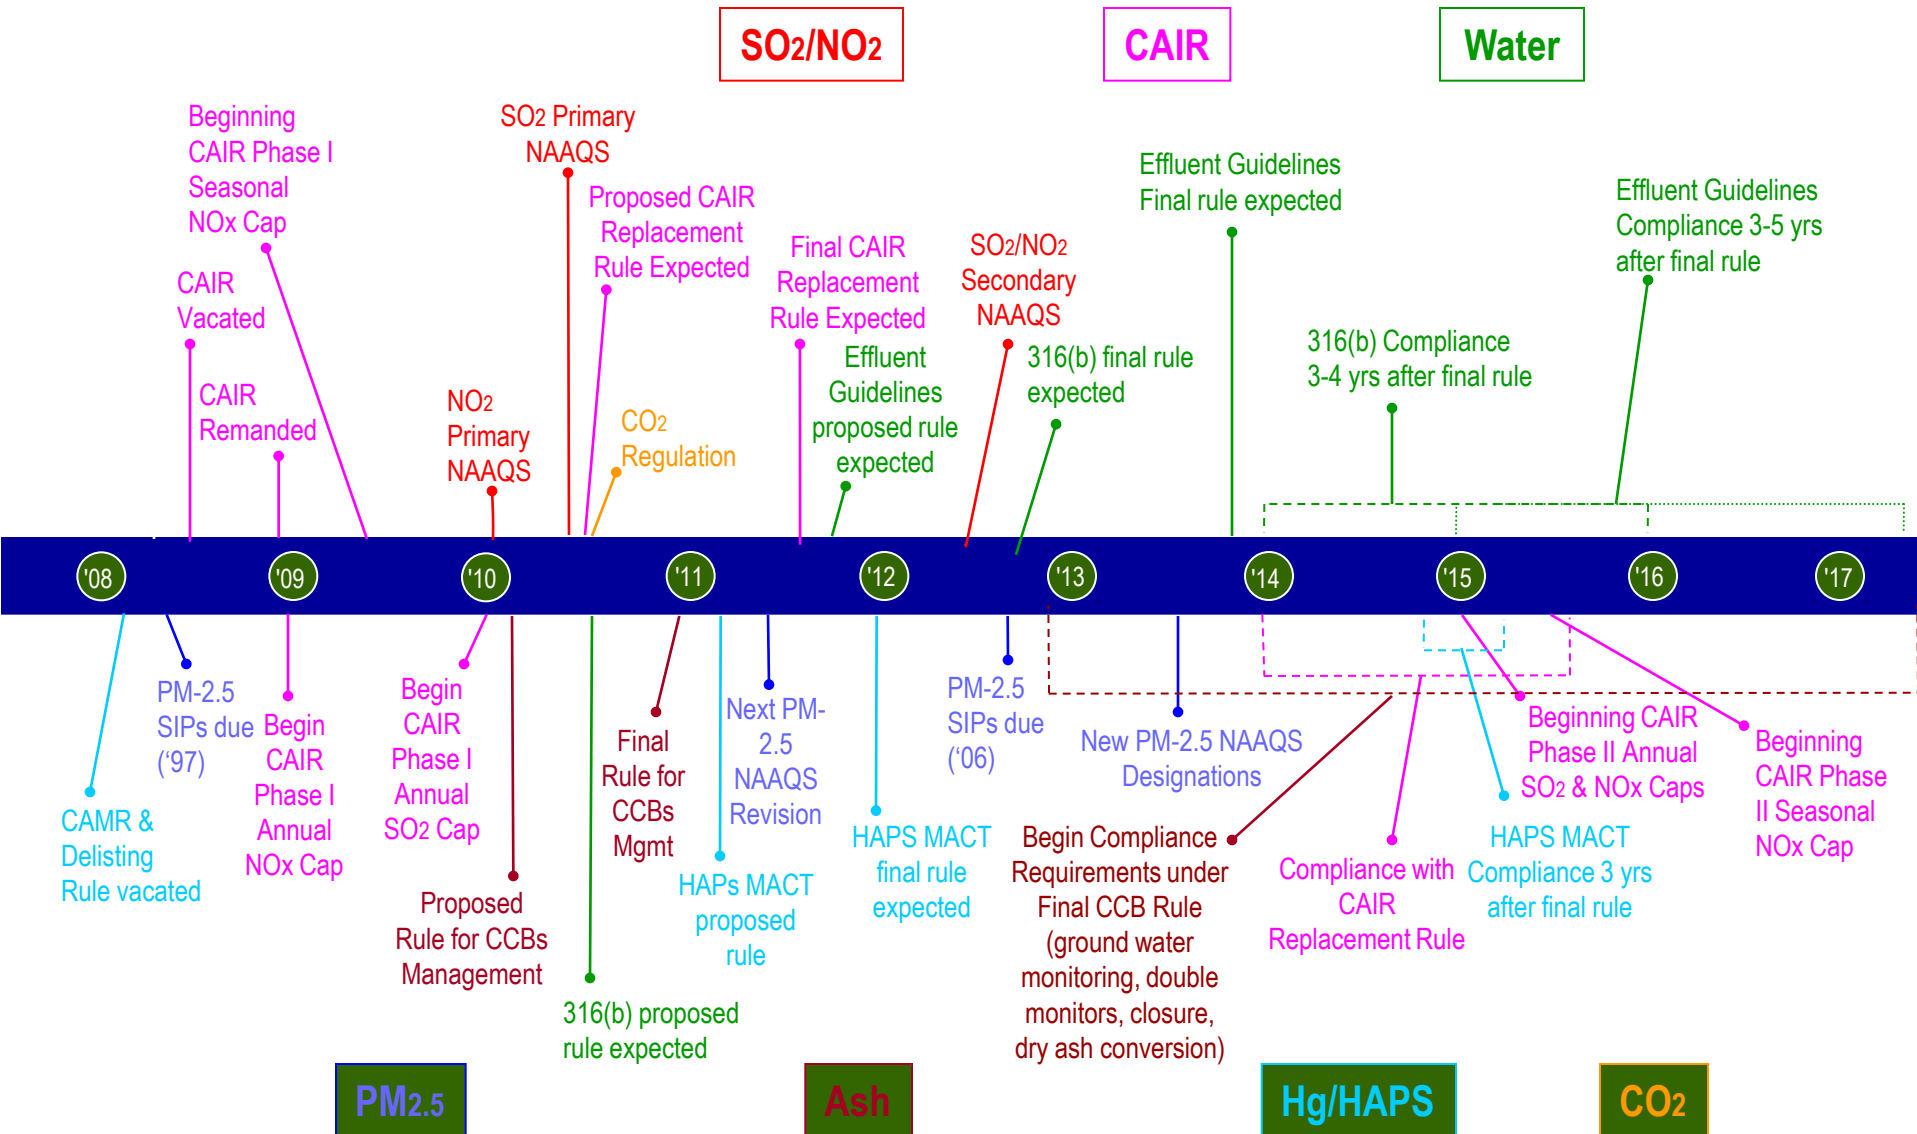 SO2/NO2
CAIR
Water
Beginning
CAIR Phase I
Seasonal
NOx Cap
SO2 Primary
NAAQS
Proposed CAIR
Replacement
Rule Expected
Effluent Guidelines
Final rule expected
Effluent Guidelines
Compliance 3-5 yrs
after final rule
CAIR
Vacated
Final CAIR
Replacement
Rule Expected
SO2/NO2
Secondary
NAAQS
CAIR
Remanded
NO2
Primary
NAAQS
CO2
Regulation
Effluent
Guidelines
proposed rule
expected
316(b) final rule
expected
316(b) Compliance
3-4 yrs after final rule
'08
'09
'10
'11
'12
'13
'14
'15
'16
'17
CAMR &
Delisting
Rule vacated
PM-2.5
SIPs due
(‘97)
Begin
CAIR
Phase I
Annual
NOx Cap
Begin
CAIR
Phase I
Annual
SO2 Cap
Proposed
Rule for CCBs
Management
316(b) proposed
rule expected
Final
Rule for
CCBs
Mgmt
HAPs MACT
proposed
rule
Next PM-
2.5
NAAQS
Revision
HAPS MACT
final rule
expected
PM-2.5
SIPs due
(‘06)
New PM-2.5 NAAQS
Designations
Begin Compliance
Requirements under
Final CCB Rule
(ground water
monitoring, double
monitors, closure,
dry ash conversion)
Compliance with
CAIR
Replacement Rule
Beginning CAIR
Phase II Annual
SO2 & NOx Caps
HAPS MACT
Compliance 3 yrs
after final rule
Beginning
CAIR Phase
II Seasonal
NOx Cap
PM2.5
Ash
Hg/HAPS
CO2